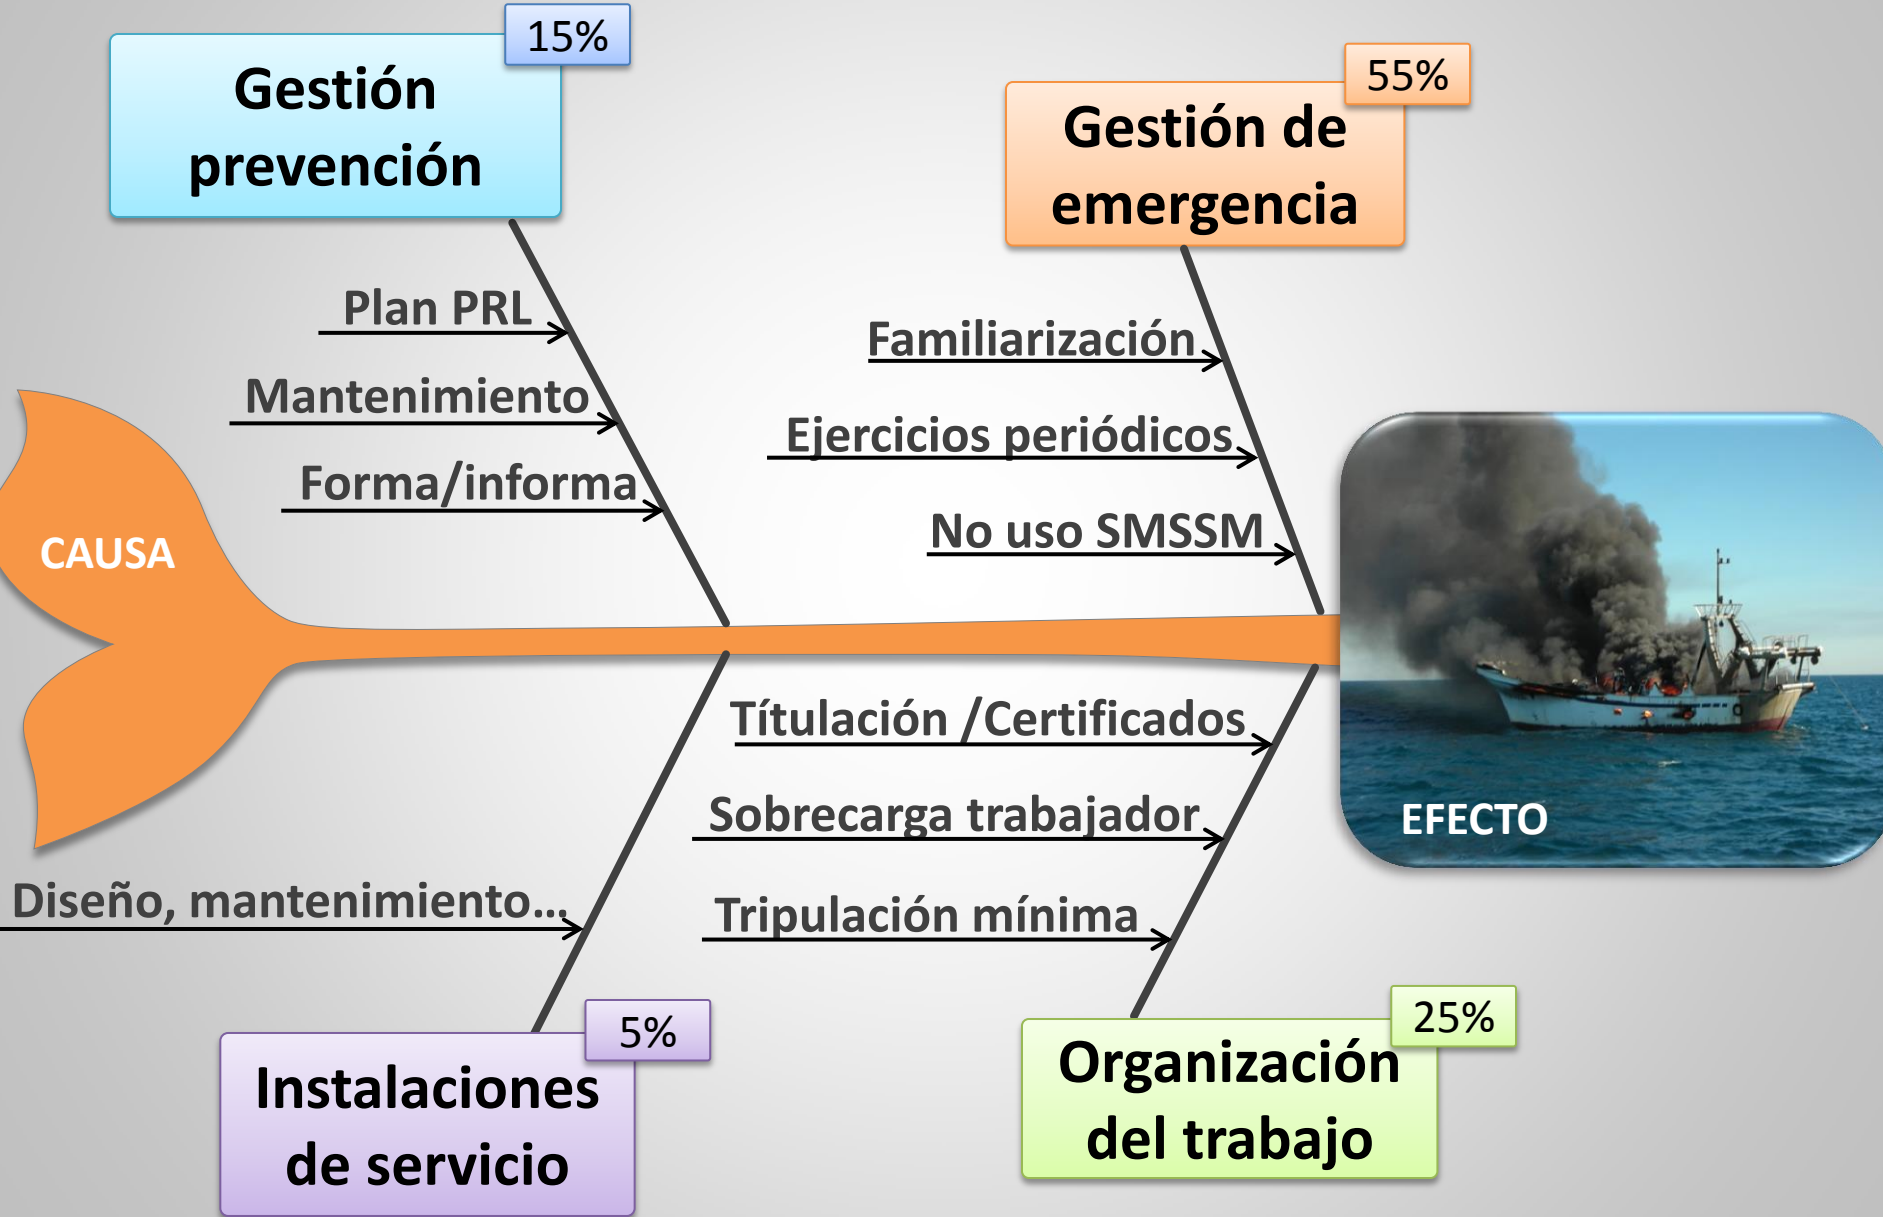 15%
Gestión
prevención
55%
Gestión de
emergencia
Plan PRL
Mantenimiento
Forma/informa
Familiarización
Ejercicios periódicos
No uso SMSSM
CAUSA
EFECTO
Títulación /Certificados
Sobrecarga trabajador
Tripulación mínima
Diseño, mantenimiento...
5%
Instalaciones
de servicio
25%
Organización
del trabajo